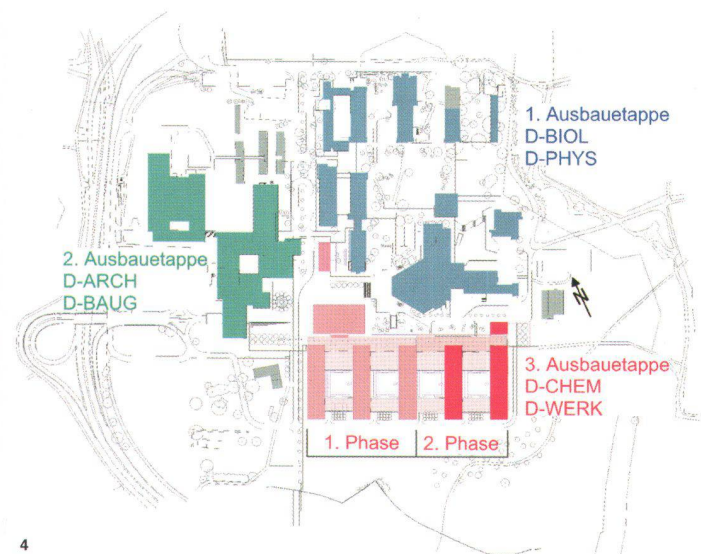 1. Ausbauetappe
D-BIOL
D-PHYS
2. Ausbauetappe
D-ARCH
D-BAUG
N
3. Ausbauetappe
D-CHEM
D-WERK
1. Phase
2. Phase
4